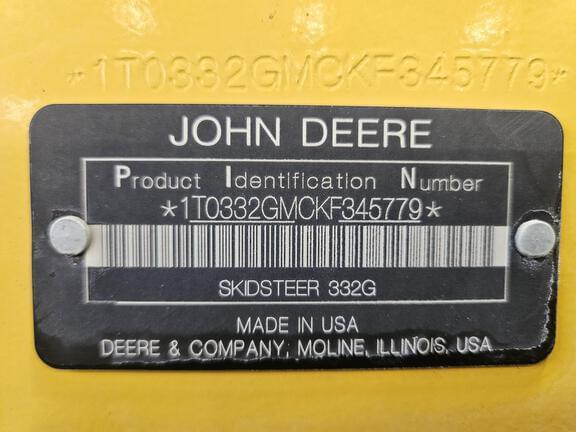 *1T0332GMCKF345779*
JOHN DEERE
Product Identification Number
*1T0332GMCKF345779*
SKIDSTEER 332G
MADE IN USA
DEERE & COMPANY, MOLINE, ILLINOIS, USA